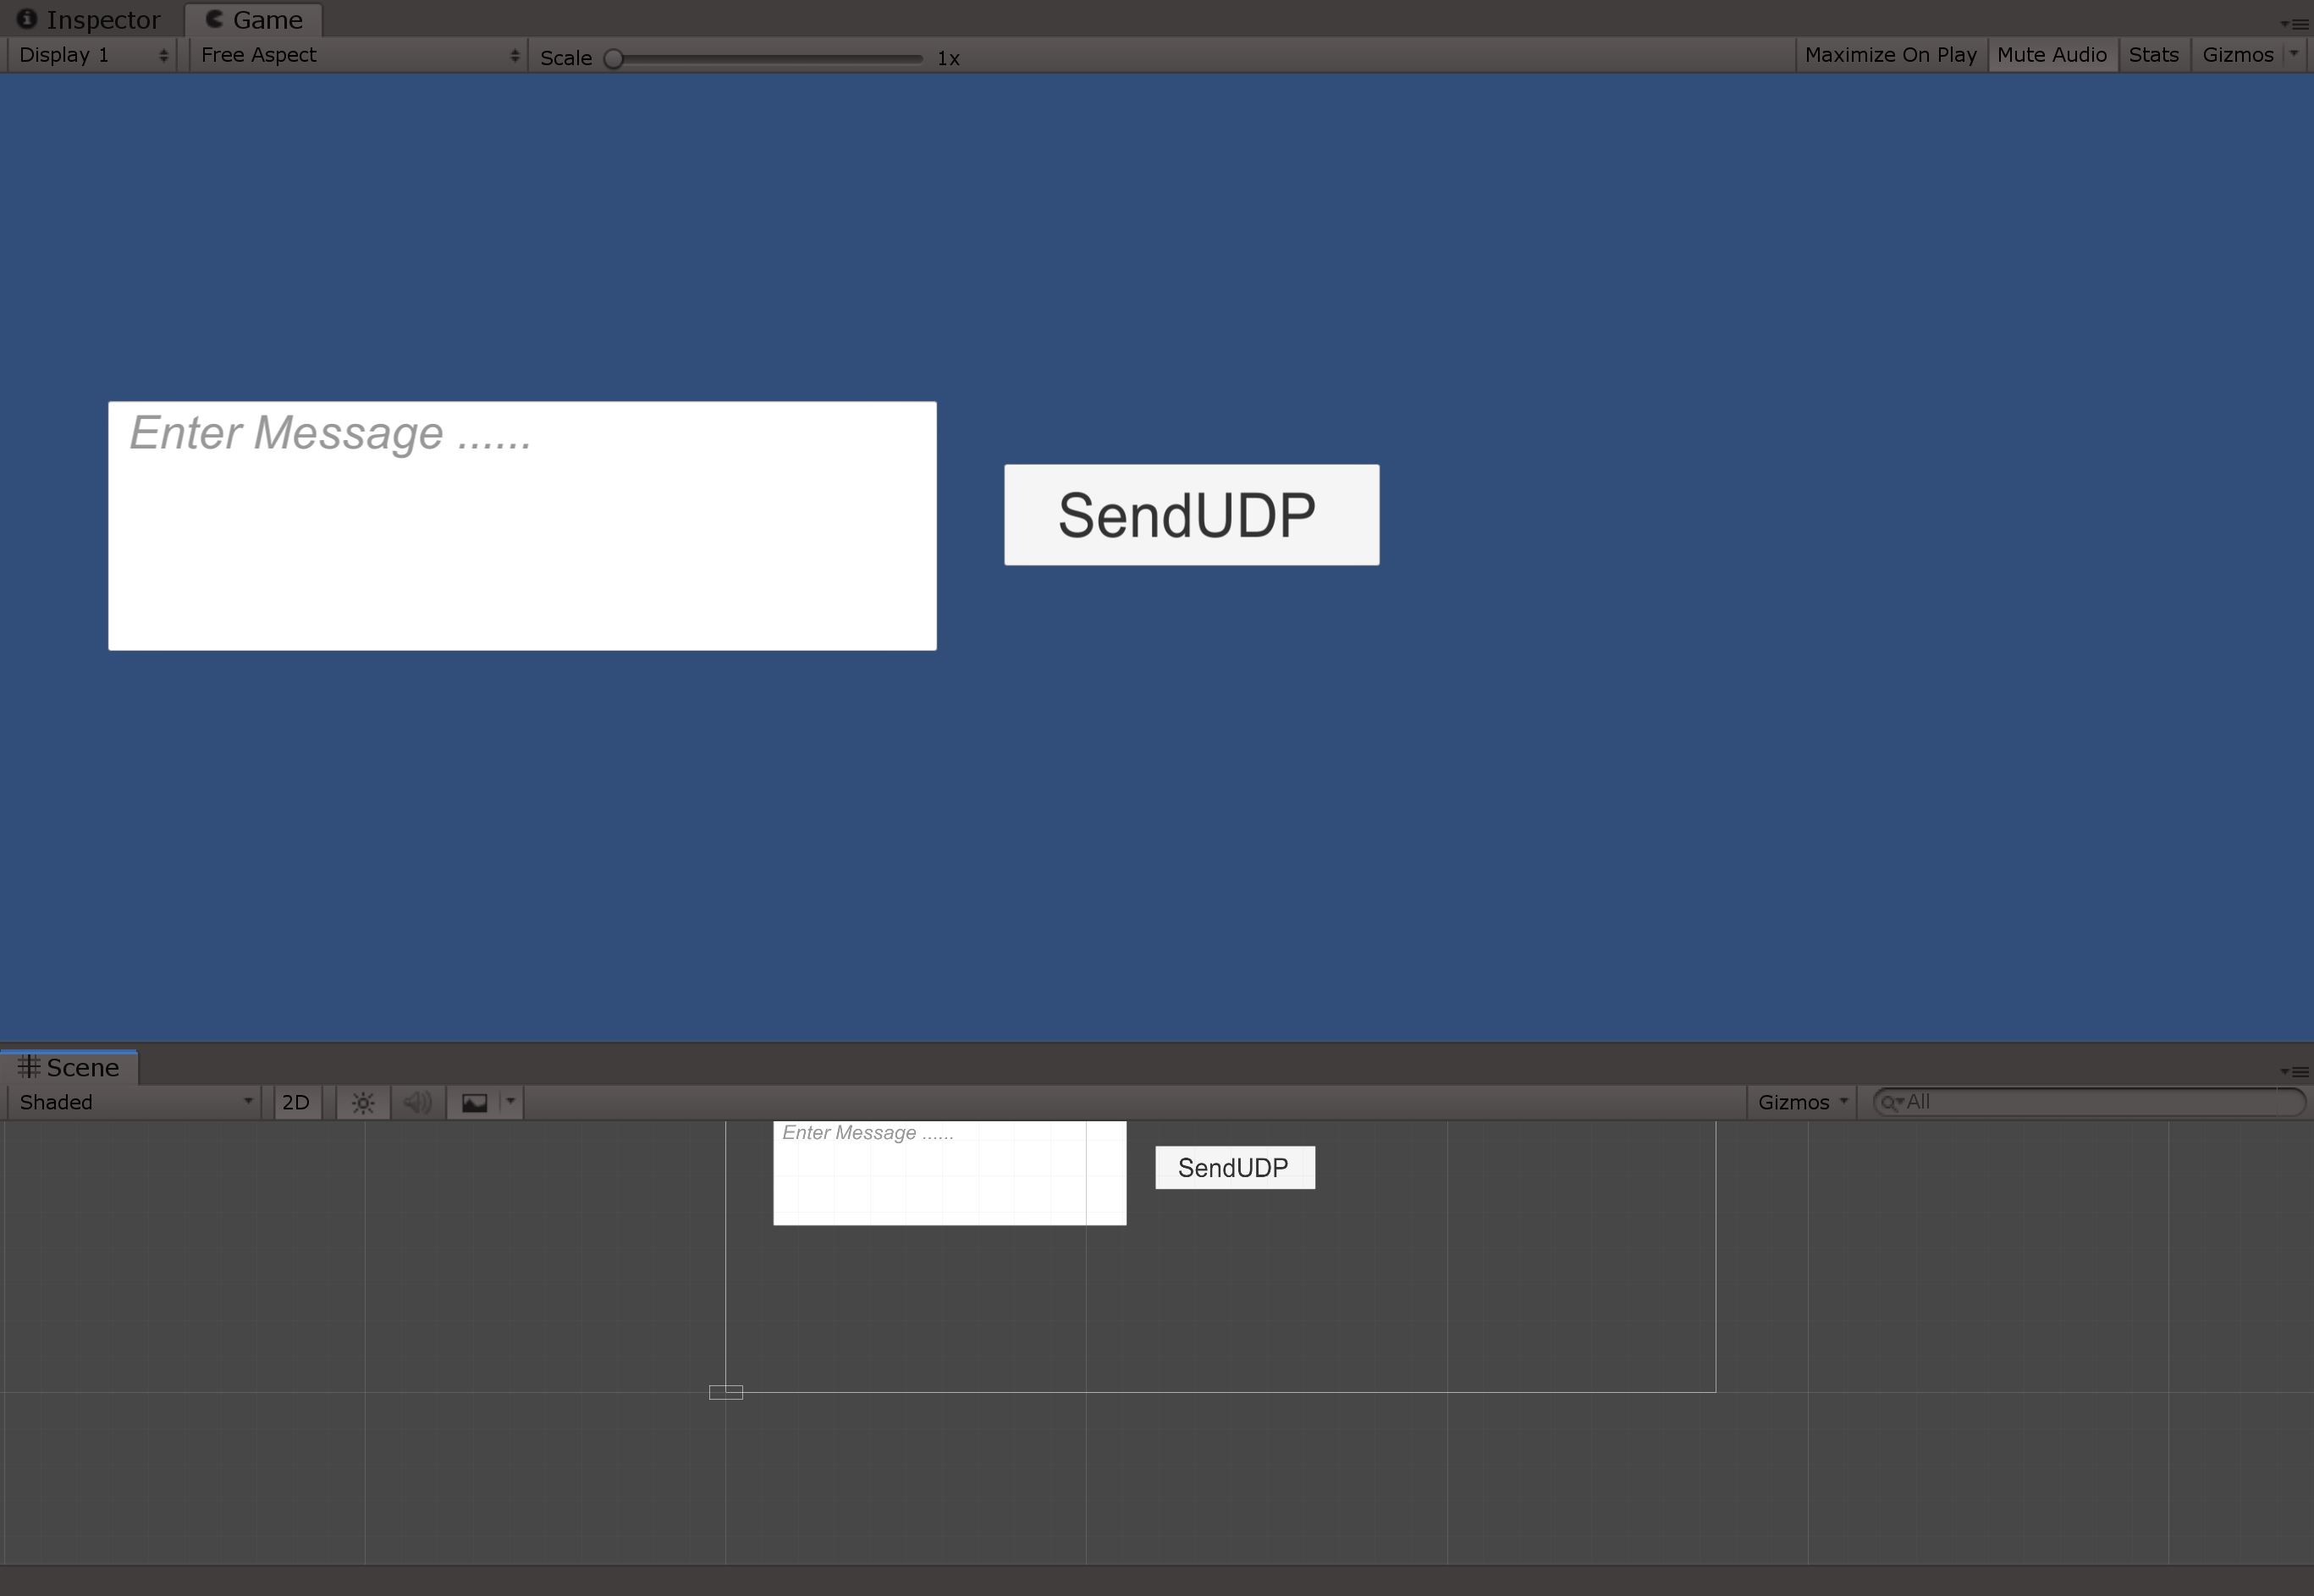 Inspector Game
Display 1 Free Aspect Scale 1x Maximize On Play Mute Audio Stats Gizmos
Enter Message ......
SendUDP
Scene
Shaded 2D Gizmos All
Enter Message ......
SendUDP